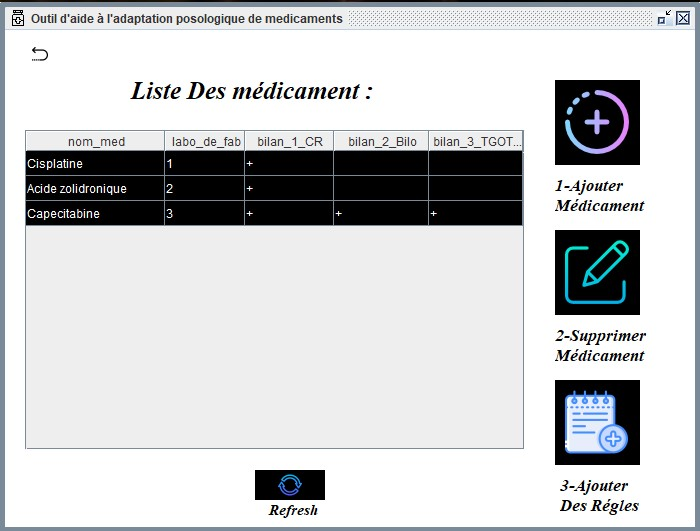 Outil d'aide à l'adaptation posologique de medicaments
Liste Des médicament :
nom_med labo_de_fab bilan_1_CR bilan_2_Bilo bilan_3_TGOT...
Cisplatine 1 +
Acide zolidronique 2 +
Capecitabine 3 + + +
1-Ajouter
Médicament
2-Supprimer
Médicament
3-Ajouter
Des Régles
Refresh